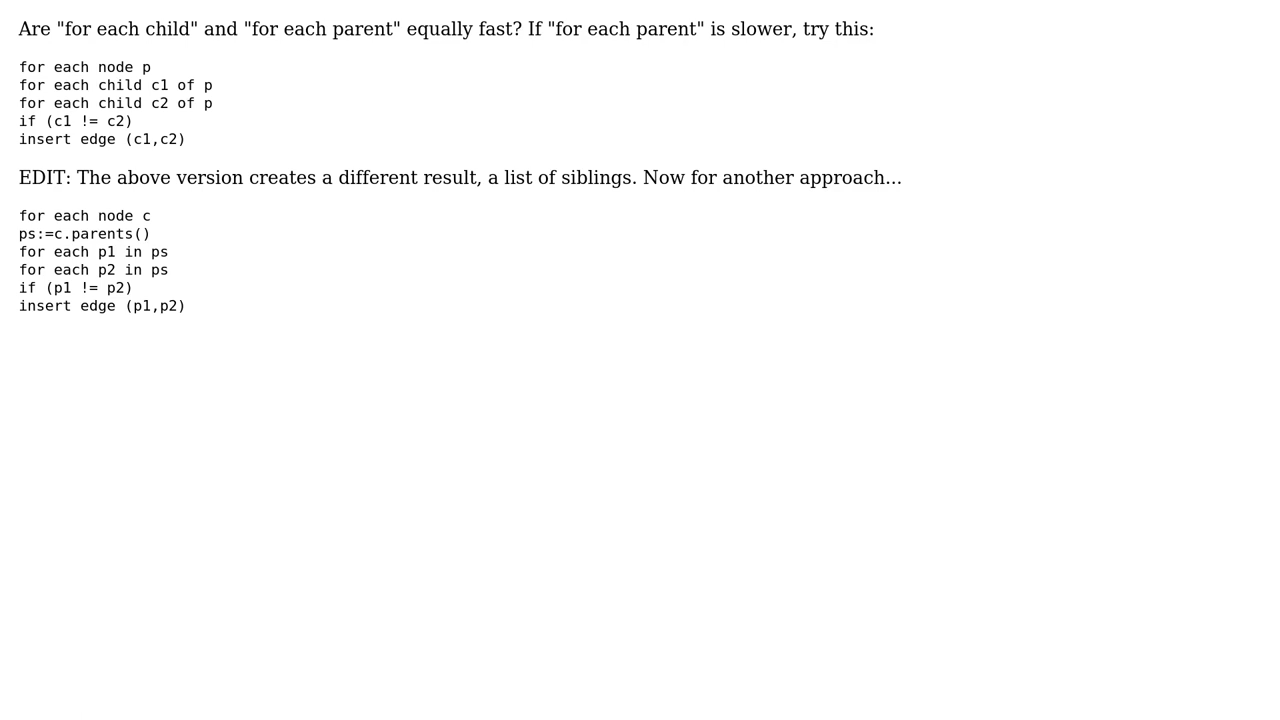 Are "for each child" and "for each parent" equally fast? If "for each parent" is slower, try this:
for each node p
for each child c1 of p
for each child c2 of p
if (c1 != c2)
insert edge (c1,c2)
EDIT: The above version creates a different result, a list of siblings. Now for another approach...
for each node c
ps:=c.parents()
for each p1 in ps
for each p2 in ps
if (p1 != p2)
insert edge (p1,p2)